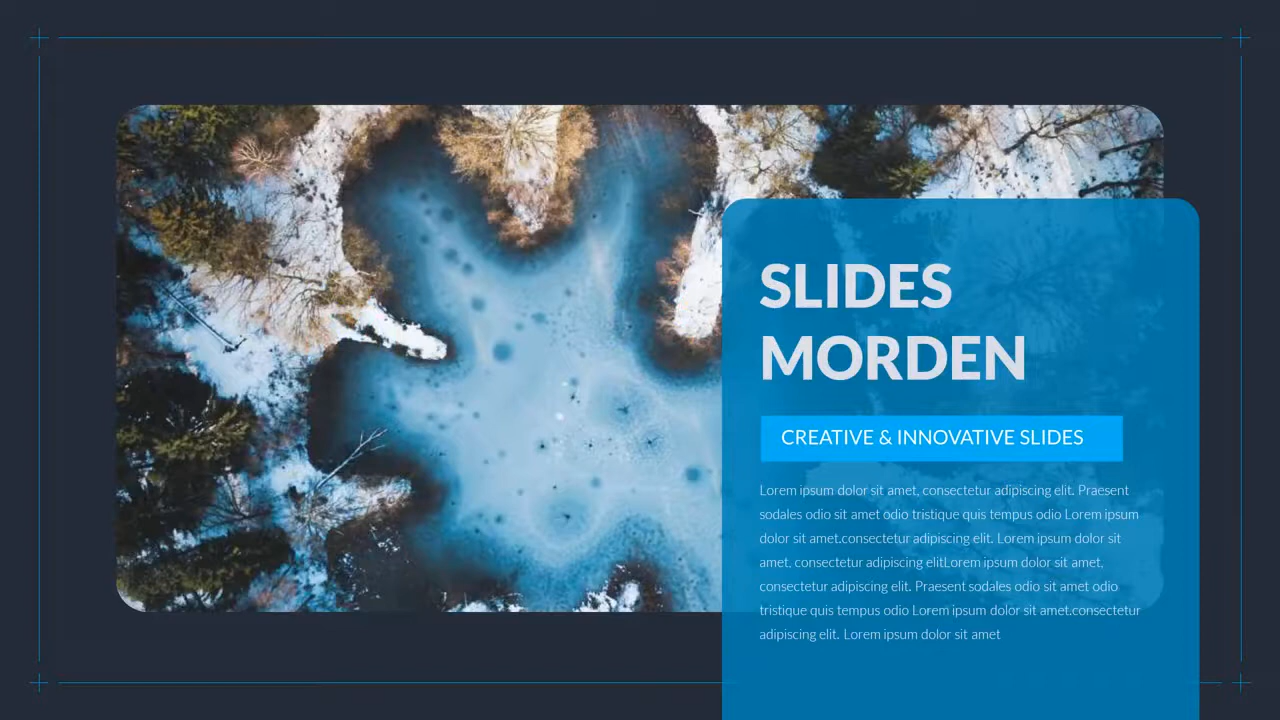 SLIDES
MORDEN
CREATIVE & INNOVATIVE SLIDES
Lorem ipsum dolor sit amet, consectetur adipiscing elit. Praesent
sodales odio sit amet odio tristique quis tempus odio Lorem ipsum
dolor sit amet.consectetur adipiscing elit. Lorem ipsum dolor sit
amet, consectetur adipiscing elitLorem ipsum dolor sit amet,
consectetur adipiscing elit. Praesent sodales odio sit amet odio
tristique quis tempus odio Lorem ipsum dolor sit amet.consectetur
adipiscing elit. Lorem ipsum dolor sit amet